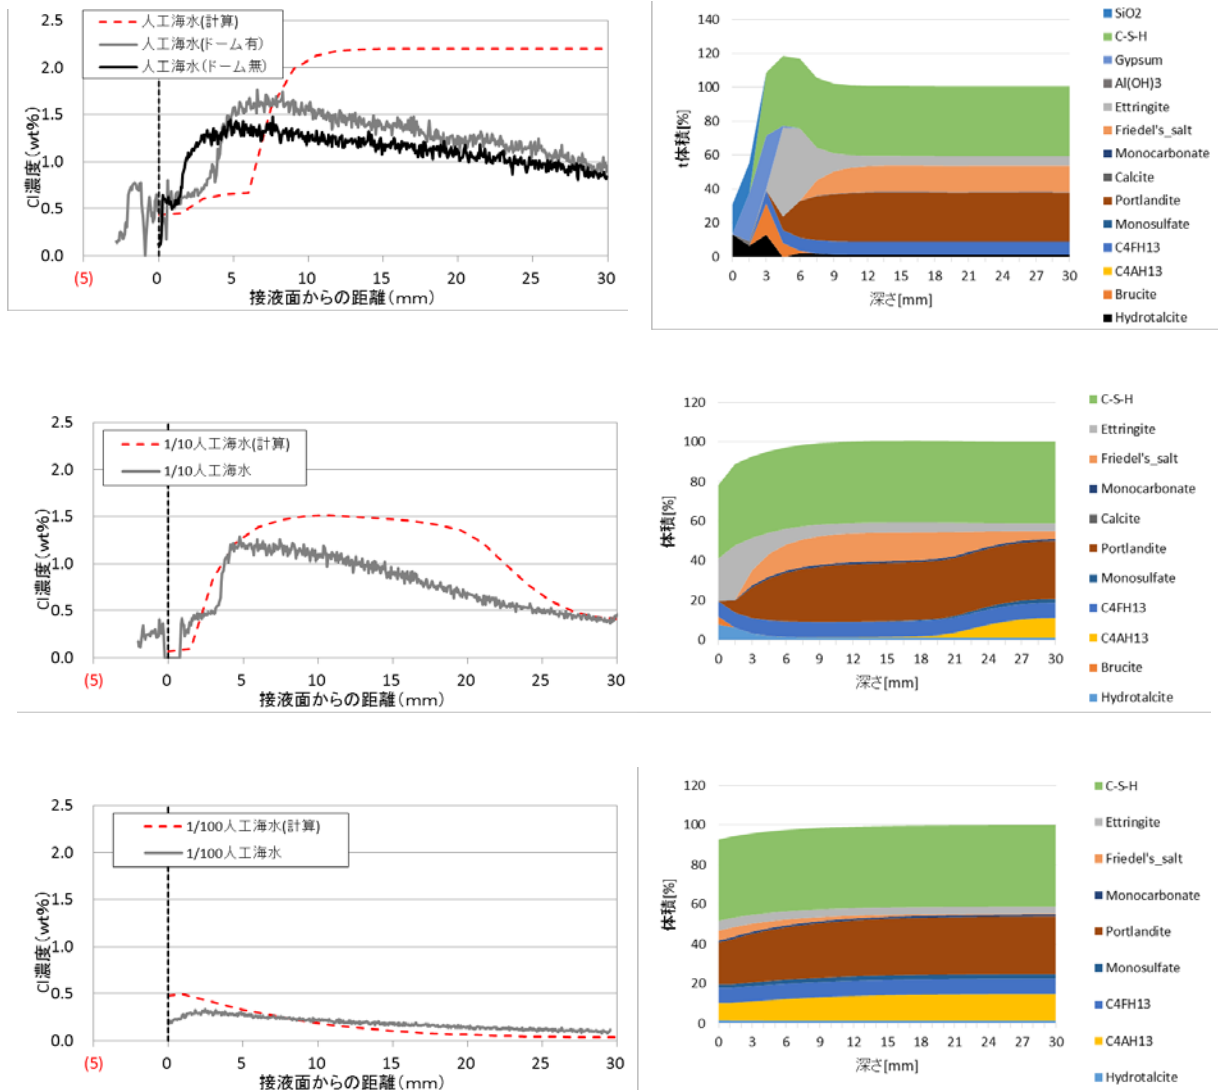 2.5
2.0
1.5
1.0
0.5
0.0
Cl濃度(wt%)
人工海水(計算)
人工海水(ドーム有)
人工海水(ドーム無)
(5)
0
5
10
15
20
25
30
接液面からの距離(mm)
140
120
100
80
60
40
20
0
t体積[%]
0
3
6
9
12
15
18
21
24
27
30
深さ[mm]
SiO2
C-S-H
Gypsum
Al(OH)3
Ettringite
Friedel's_salt
Monocarbonate
Calcite
Portlandite
Monosulfate
C4FH13
C4AH13
Brucite
Hydrotalcite
2.5
2.0
1.5
1.0
0.5
0.0
Cl濃度(wt%)
1/10人工海水(計算)
1/10人工海水
(5)
0
5
10
15
20
25
30
接液面からの距離(mm)
120
100
80
60
40
20
0
体積[%]
0
3
6
9
12
15
18
21
24
27
30
深さ[mm]
C-S-H
Ettringite
Friedel's_salt
Monocarbonate
Calcite
Portlandite
Monosulfate
C4FH13
C4AH13
Brucite
Hydrotalcite
2.5
2.0
1.5
1.0
0.5
0.0
Cl濃度(wt%)
1/100人工海水(計算)
1/100人工海水
(5)
0
5
10
15
20
25
30
接液面からの距離(mm)
120
100
80
60
40
20
0
体積[%]
0
3
6
9
12
15
18
21
24
27
30
深さ[mm]
C-S-H
Ettringite
Friedel's_salt
Monocarbonate
Portlandite
Monosulfate
C4FH13
C4AH13
Hydrotalcite